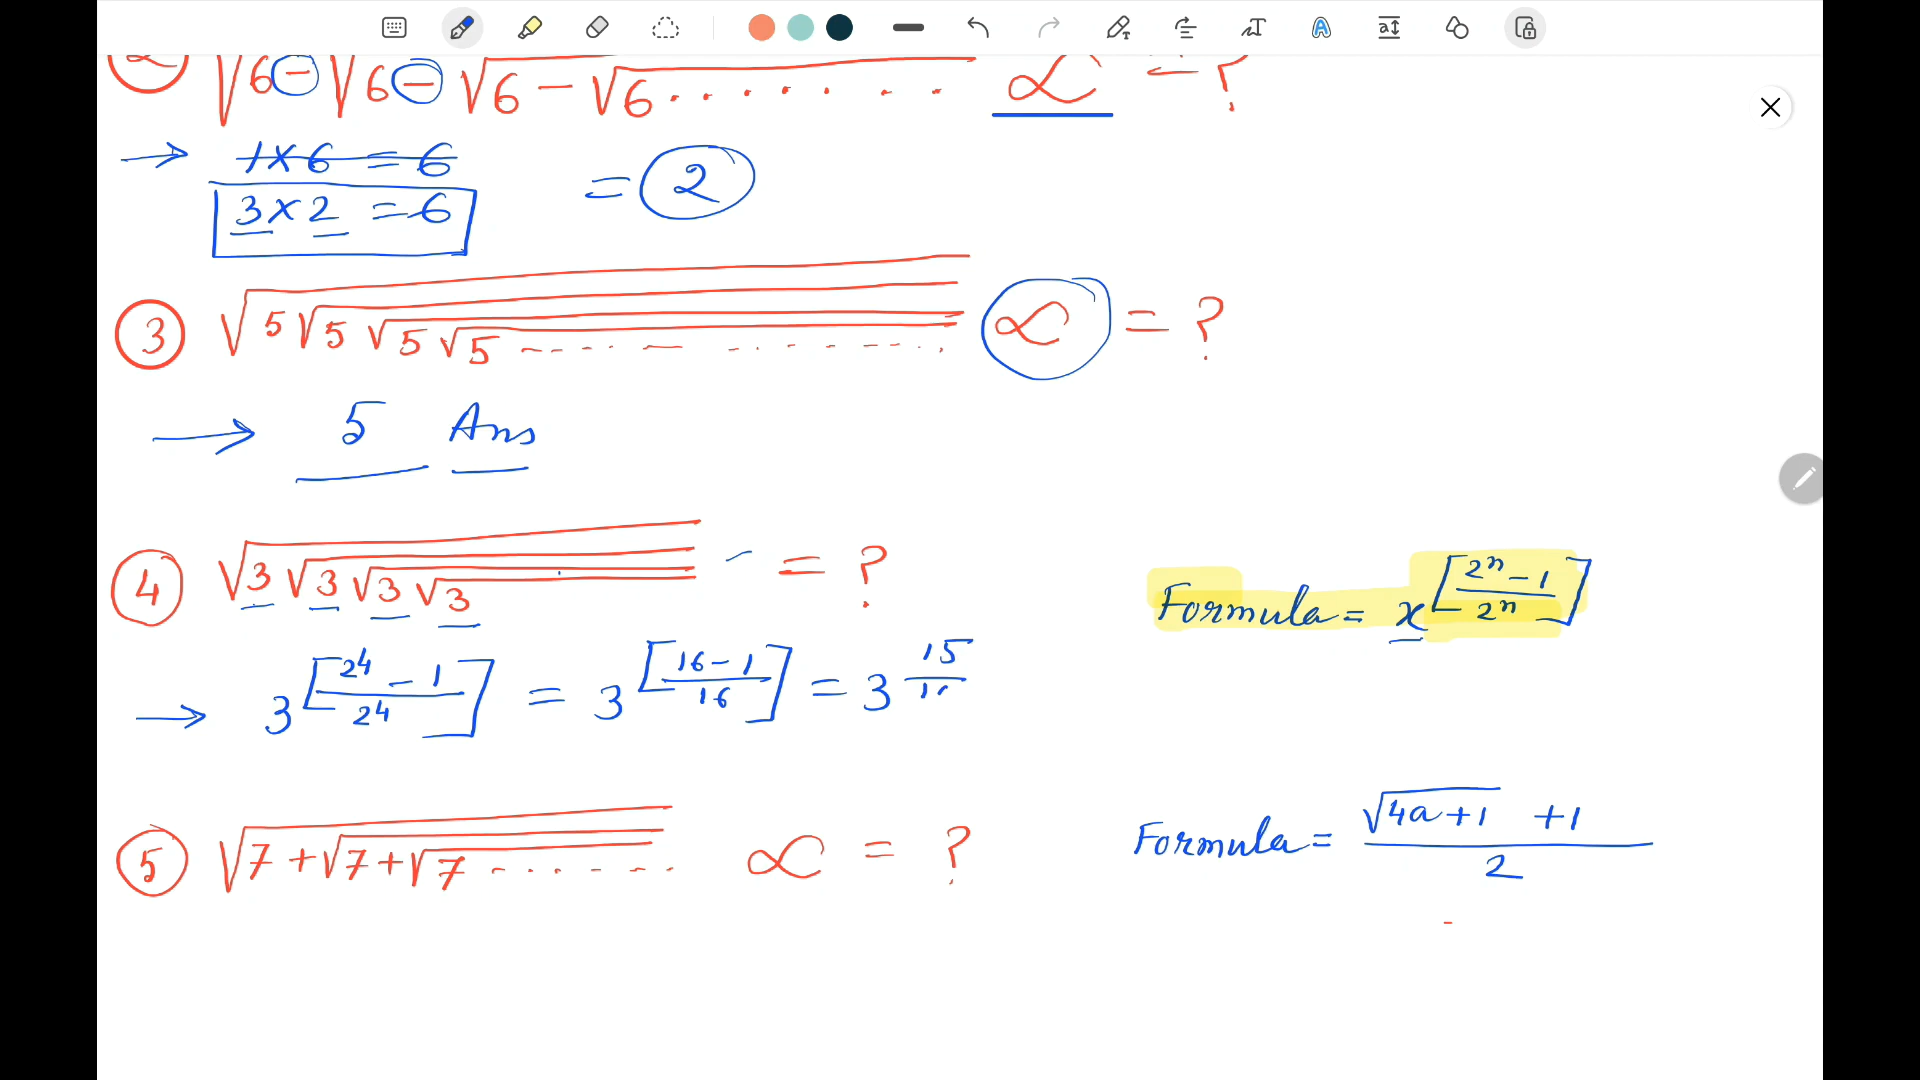 2 √6 − √6 − √6 − √6 . . . . . . . . ∝ = ?
→ 1 × 6 = 6
3 × 2 = 6 = 2
3 √5 √5 √5 √5 - - - - - - - - - - ∝ = ?
→ 5 Ans
4 √3 √3 √3 √3 = ?
Formula = x^[(2^n − 1)/2^n]
→ 3^[(2^4 − 1)/2^4] = 3^[(16 − 1)/16] = 3^15/1
5 √7 + √7 + √7 - - - - - - - ∝ = ?
Formula = (√4a+1 + 1)/2